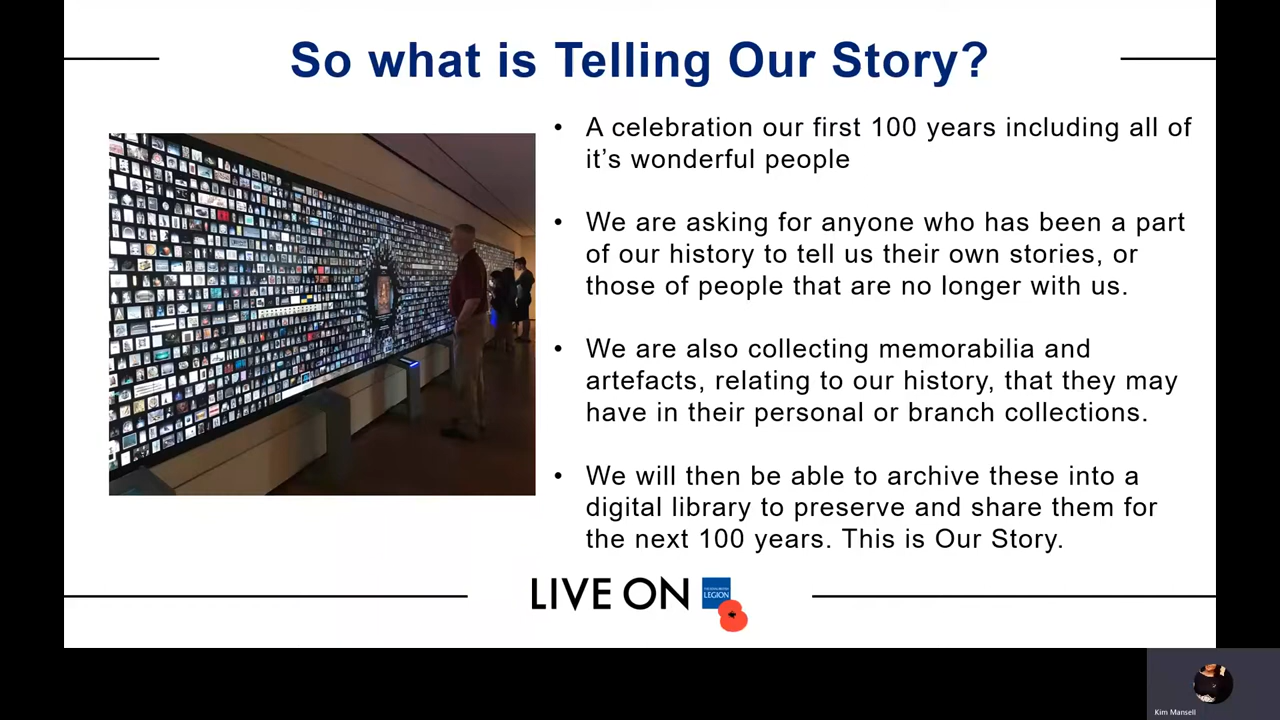 So what is Telling Our Story?
• A celebration our first 100 years including all of
it's wonderful people
• We are asking for anyone who has been a part
of our history to tell us their own stories, or
those of people that are no longer with us.
• We are also collecting memorabilia and
artefacts, relating to our history, that they may
have in their personal or branch collections.
• We will then be able to archive these into a
digital library to preserve and share them for
the next 100 years. This is Our Story.
LIVE ON
THE ROYAL BRITISH
LEGION
Kim Mansell